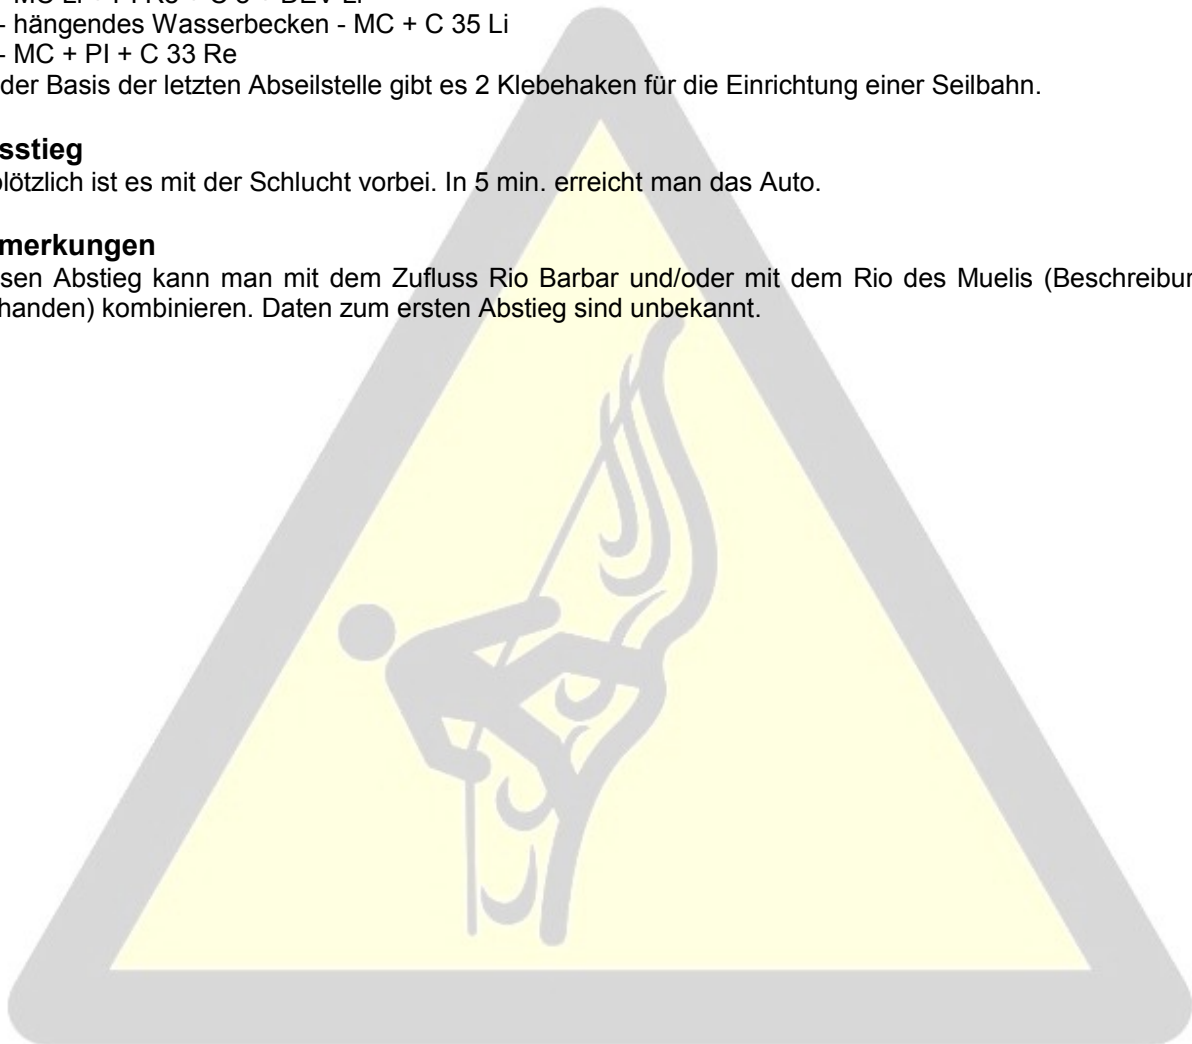 - hängendes Wasserbecken - MC + C 35 Li
- MC + PI + C 33 Re
der Basis der letzten Abseilstelle gibt es 2 Klebehaken für die Einrichtung einer Seilbahn.
sstieg
lötzlich ist es mit der Schlucht vorbei. In 5 min. erreicht man das Auto.
merkungen
sen Abstieg kann man mit dem Zufluss Rio Barbar und/oder mit dem Rio des Muelis (Beschreibun
handen) kombinieren. Daten zum ersten Abstieg sind unbekannt.